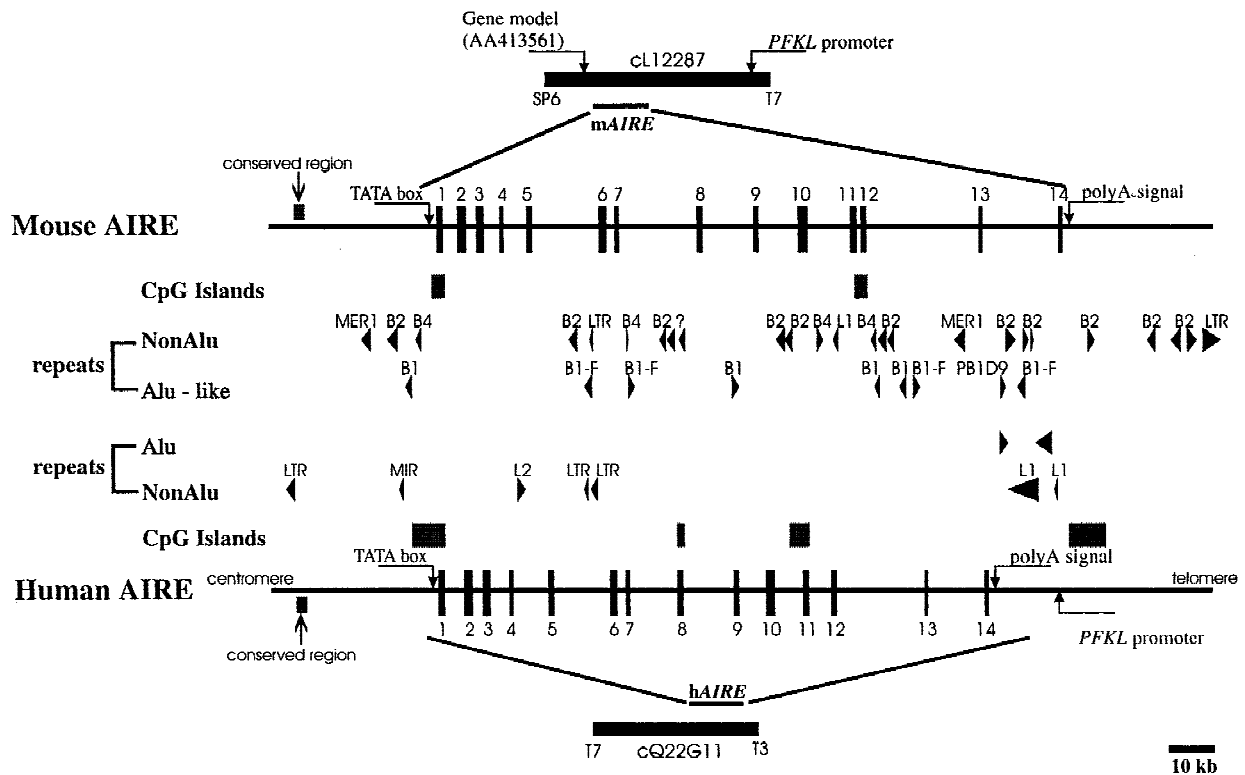 Gene model
(AA413561)
PFKL promoter
cL12287
SP6
T7
mAIRE
conserved region
TATA box
1 2 3 4 5 6 7 8 9 10 11 12 13 14
polyA-signal
Mouse AIRE
CpG Islands
MER1 B2 B4 B2 LTR B4 B2 ? B2 B2 B4 L1 B4 B2 MER1 B2 B2 B2 B2 B2 LTR
NonAlu
repeats
B1 B1-F B1-F B1 B1 B1 B1-F PB1D9 B1-F
Alu - like
Alu
repeats
LTR MIR L2 LTR LTR L1 L1
NonAlu
CpG Islands
TATA box
polyA signal
centromere
telomere
Human AIRE
1 2 3 4 5 6 7 8 9 10 11 12 13 14
conserved region
PFKL promoter
hAIRE
T7 cQ22G11 T3
10 kb